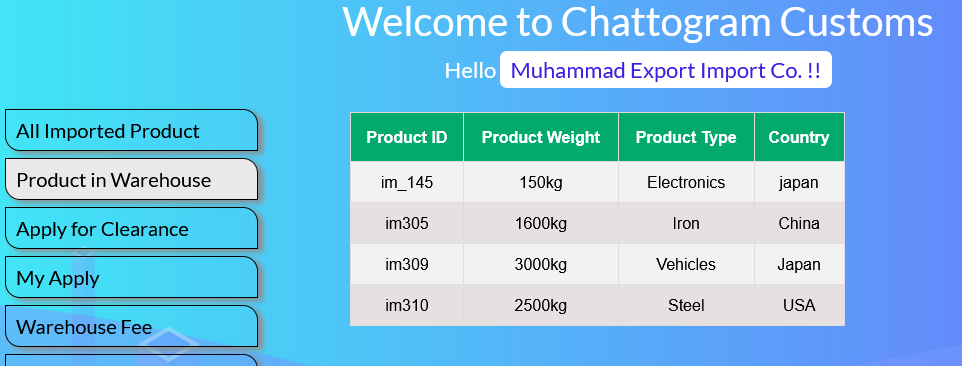 Welcome to Chattogram Customs
Hello Muhammad Export Import Co. !!
All Imported Product
Product in Warehouse
Apply for Clearance
My Apply
Warehouse Fee
Product ID Product Weight Product Type Country
im_145 150kg Electronics japan
im305 1600kg Iron China
im309 3000kg Vehicles Japan
im310 2500kg Steel USA